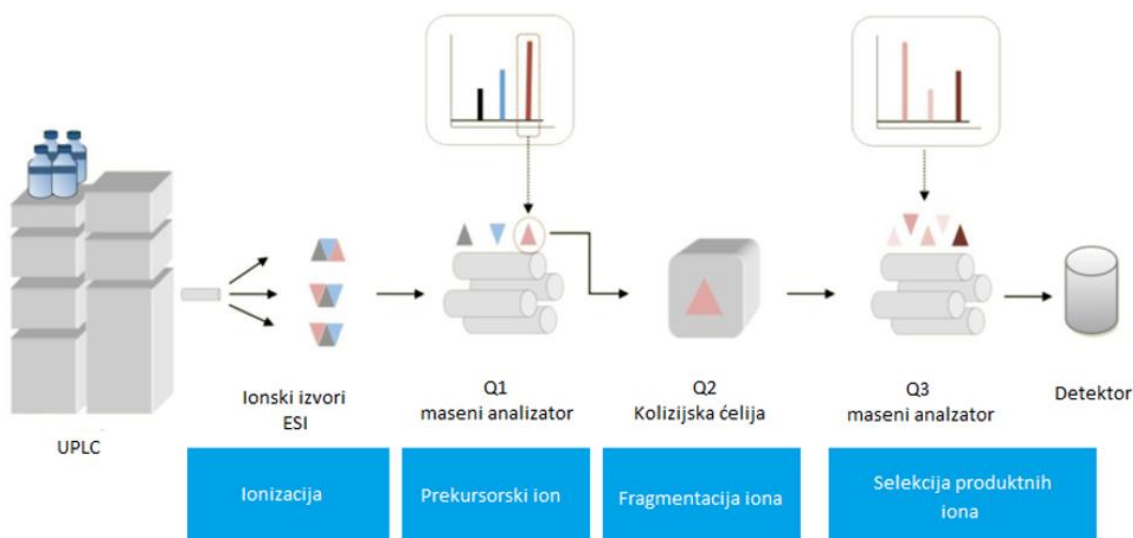 UPLC
Ionski izvori
ESI
Q1
maseni analizator
Q2
Kolizijska ćelija
Q3
maseni analzator
Detektor
Ionizacija
Prekursorski ion
Fragmentacija iona
Selekcija produktnih
iona